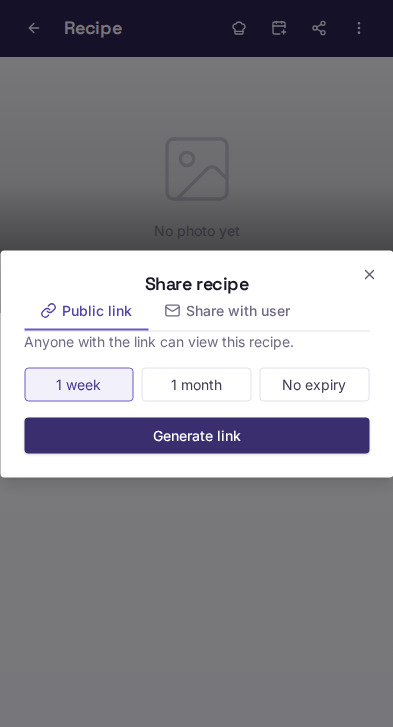 Recipe
No photo yet
Share recipe
Public link
Share with user
Anyone with the link can view this recipe.
1 week
1 month
No expiry
Generate link